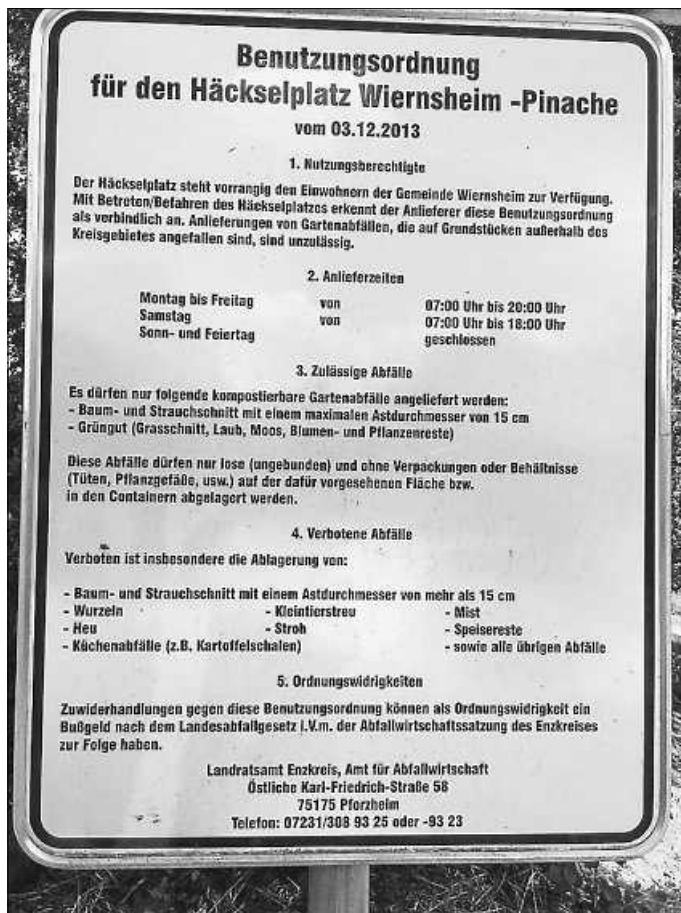 Benutzungsordnung
für den Häckselplatz Wiernsheim -Pinache
vom 03.12.2013
1. Nutzungsberechtigte
Der Häckselplatz steht vorrangig den Einwohnern der Gemeinde Wiernsheim zur Verfügung.
Mit Betreten/Befahren des Häckselplatzes erkennt der Anlieferer diese Benutzungsordnung
als verbindlich an. Anlieferungen von Gartenabfällen, die auf Grundstücken außerhalb des
Kreisgebietes angefallen sind, sind unzulässig.
2. Anlieferzeiten
Montag bis Freitag von 07:00 Uhr bis 20:00 Uhr
Samstag von 07:00 Uhr bis 18:00 Uhr
Sonn- und Feiertag geschlossen
3. Zulässige Abfälle
Es dürfen nur folgende kompostierbare Gartenabfälle angeliefert werden:
- Baum- und Strauchschnitt mit einem maximalen Astdurchmesser von 15 cm
- Grüngut (Grasschnitt, Laub, Moos, Blumen- und Pflanzenreste)
Diese Abfälle dürfen nur lose (ungebunden) und ohne Verpackungen oder Behältnisse
(Tüten, Pflanzgefäße, usw.) auf der dafür vorgesehenen Fläche bzw.
in den Containern abgelagert werden.
4. Verbotene Abfälle
Verboten ist insbesondere die Ablagerung von:
- Baum- und Strauchschnitt mit einem Astdurchmesser von mehr als 15 cm
- Wurzeln - Kleintierstreu - Mist
- Heu - Stroh - Speisereste
- Küchenabfälle (z.B. Kartoffelschalen) - sowie alle übrigen Abfälle
5. Ordnungswidrigkeiten
Zuwiderhandlungen gegen diese Benutzungsordnung können als Ordnungswidrigkeit ein
Bußgeld nach dem Landesabfallgesetz i.V.m. der Abfallwirtschaftssatzung des Enzkreises
zur Folge haben.
Landratsamt Enzkreis, Amt für Abfallwirtschaft
Östliche Karl-Friedrich-Straße 58
75175 Pforzheim
Telefon: 07231/308 93 25 oder -93 23